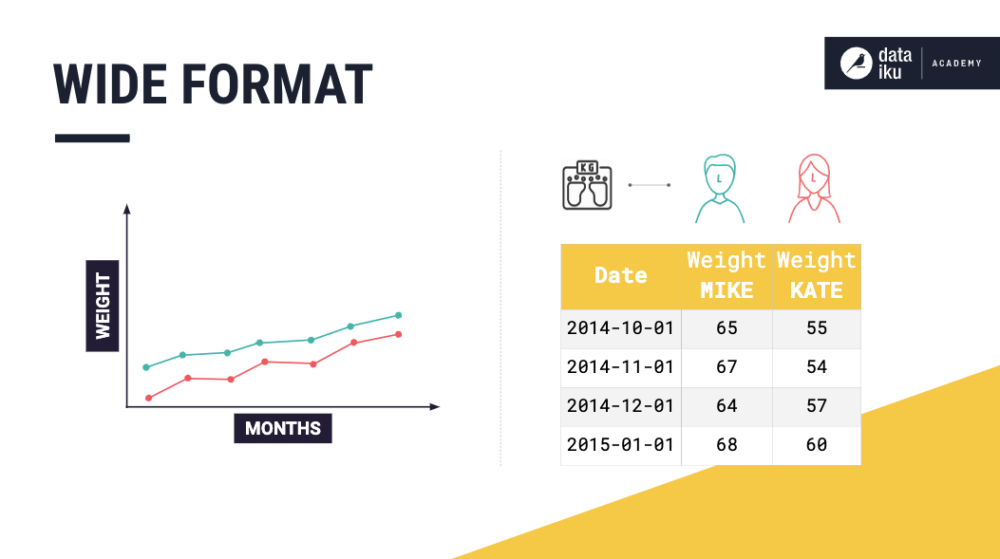 WIDE FORMAT
data
iku
ACADEMY
WEIGHT
MONTHS
KG
Date Weight MIKE Weight KATE
2014-10-01 65 55
2014-11-01 67 54
2014-12-01 64 57
2015-01-01 68 60